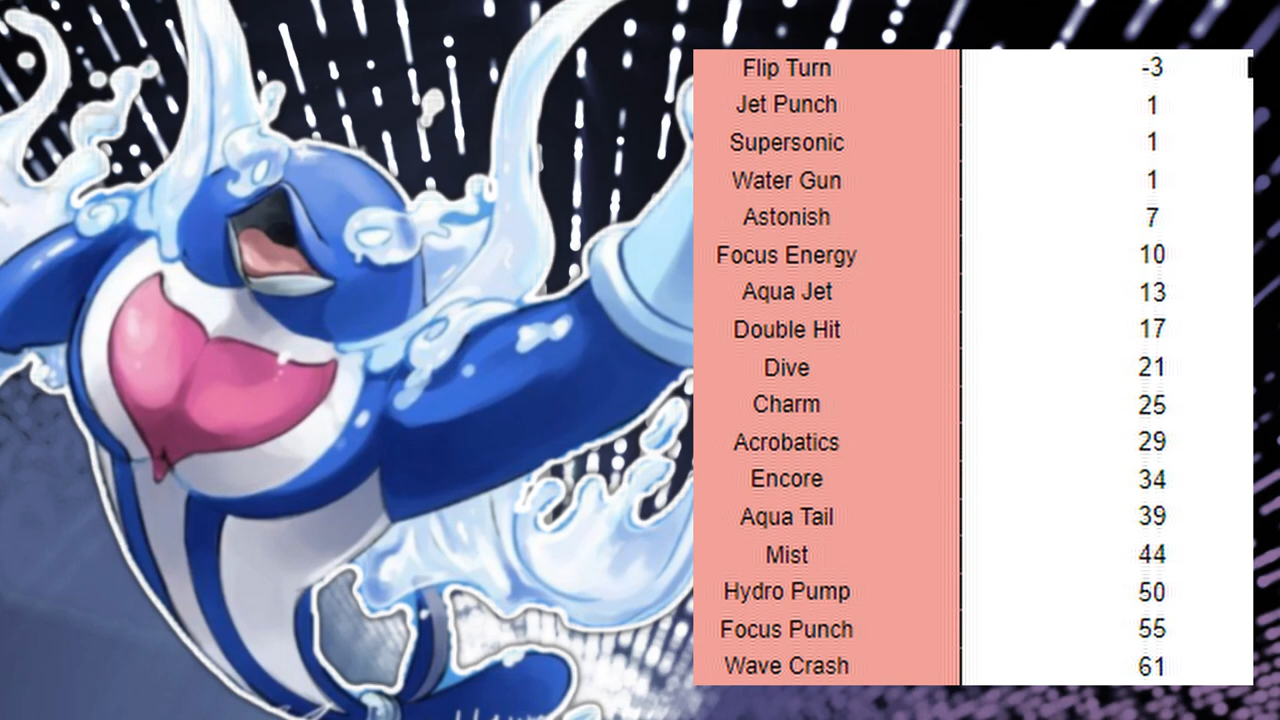 Flip Turn -3
Jet Punch 1
Supersonic 1
Water Gun 1
Astonish 7
Focus Energy 10
Aqua Jet 13
Double Hit 17
Dive 21
Charm 25
Acrobatics 29
Encore 34
Aqua Tail 39
Mist 44
Hydro Pump 50
Focus Punch 55
Wave Crash 61